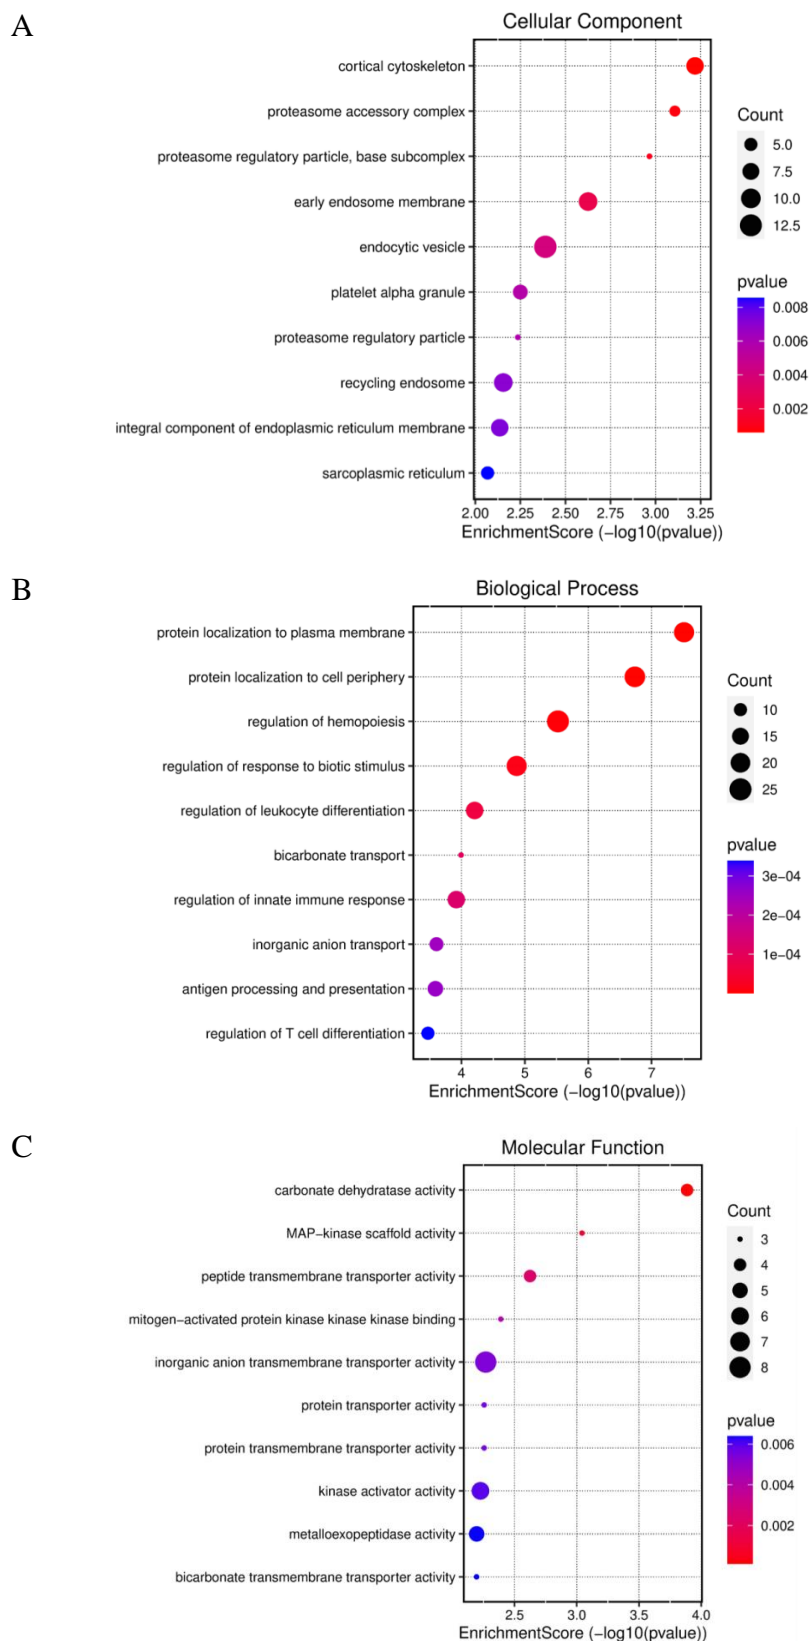 A
Cellular Component
cortical cytoskeleton
proteasome accessory complex
proteasome regulatory particle, base subcomplex
early endosome membrane
endocytic vesicle
platelet alpha granule
proteasome regulatory particle
recycling endosome
integral component of endoplasmic reticulum membrane
sarcoplasmic reticulum
2.00 2.25 2.50 2.75 3.00 3.25
EnrichmentScore (−log10(pvalue))
Count
5.0
7.5
10.0
12.5
pvalue
0.008
0.006
0.004
0.002
B
Biological Process
protein localization to plasma membrane
protein localization to cell periphery
regulation of hemopoiesis
regulation of response to biotic stimulus
regulation of leukocyte differentiation
bicarbonate transport
regulation of innate immune response
inorganic anion transport
antigen processing and presentation
regulation of T cell differentiation
4 5 6 7
EnrichmentScore (−log10(pvalue))
Count
10
15
20
25
pvalue
3e−04
2e−04
1e−04
C
Molecular Function
carbonate dehydratase activity
MAP−kinase scaffold activity
peptide transmembrane transporter activity
mitogen−activated protein kinase kinase kinase binding
inorganic anion transmembrane transporter activity
protein transporter activity
protein transmembrane transporter activity
kinase activator activity
metalloexopeptidase activity
bicarbonate transmembrane transporter activity
2.5 3.0 3.5 4.0
EnrichmentScore (−log10(pvalue))
Count
3
4
5
6
7
8
pvalue
0.006
0.004
0.002